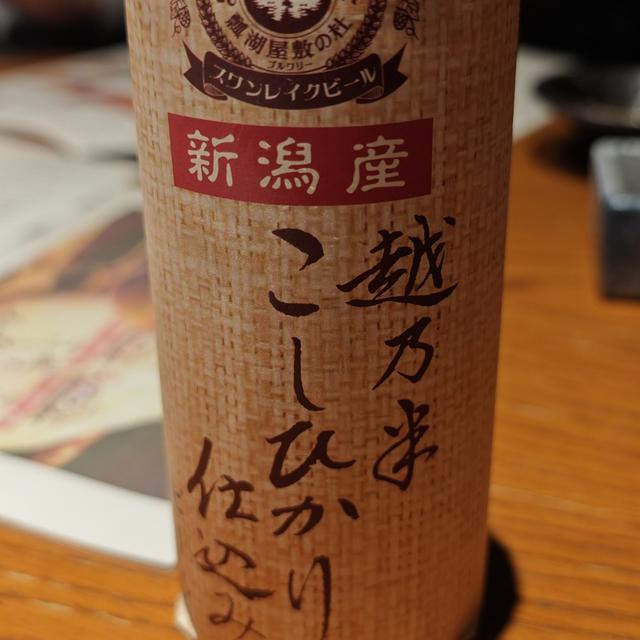 瓢湖屋敷の杜
ブルワリー
スワンレイクビール
新潟産
越乃米
こしひかり
仕込み